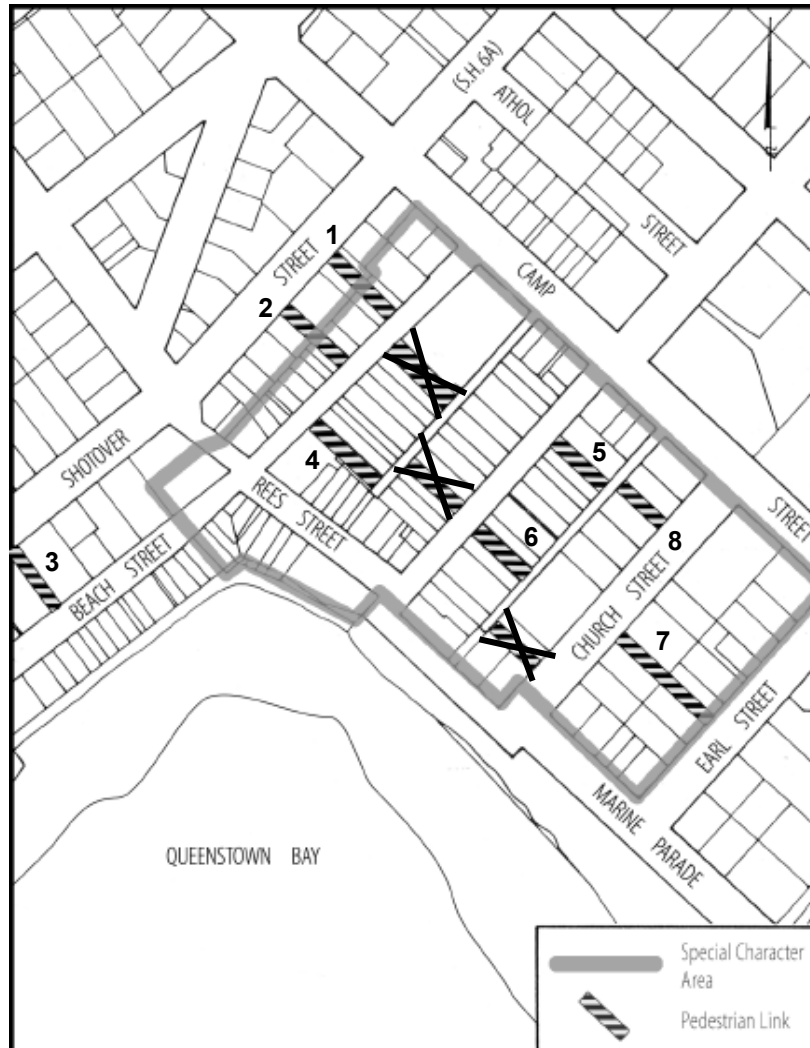 (S.H. 6A)
ATHOL
STREET
1
STREET
2
CAMP
SHOTOVER
4
5
REES STREET
6
STREET
3
8
BEACH STREET
CHURCH STREET
7
EARL STREET
MARINE PARADE
QUEENSTOWN BAY
Special Character
Area
Pedestrian Link